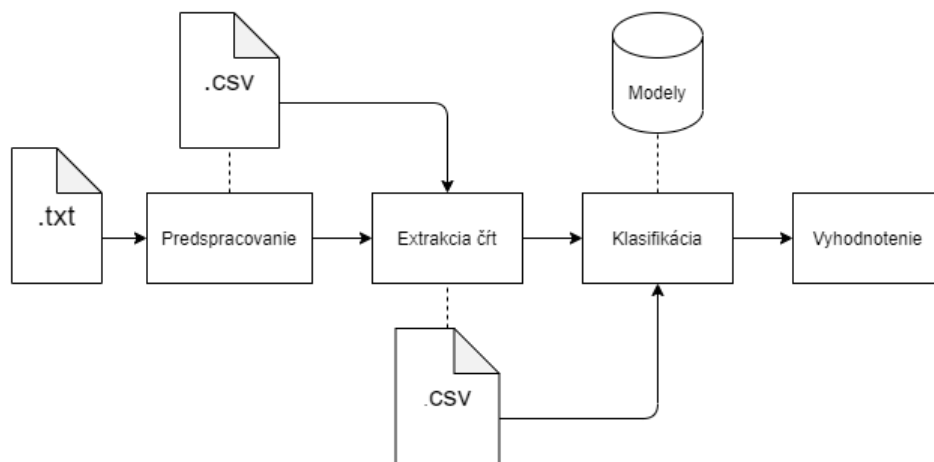 .csv
Modely
.txt
Predspracovanie
Extrakcia čŕt
Klasifikácia
Vyhodnotenie
.csv